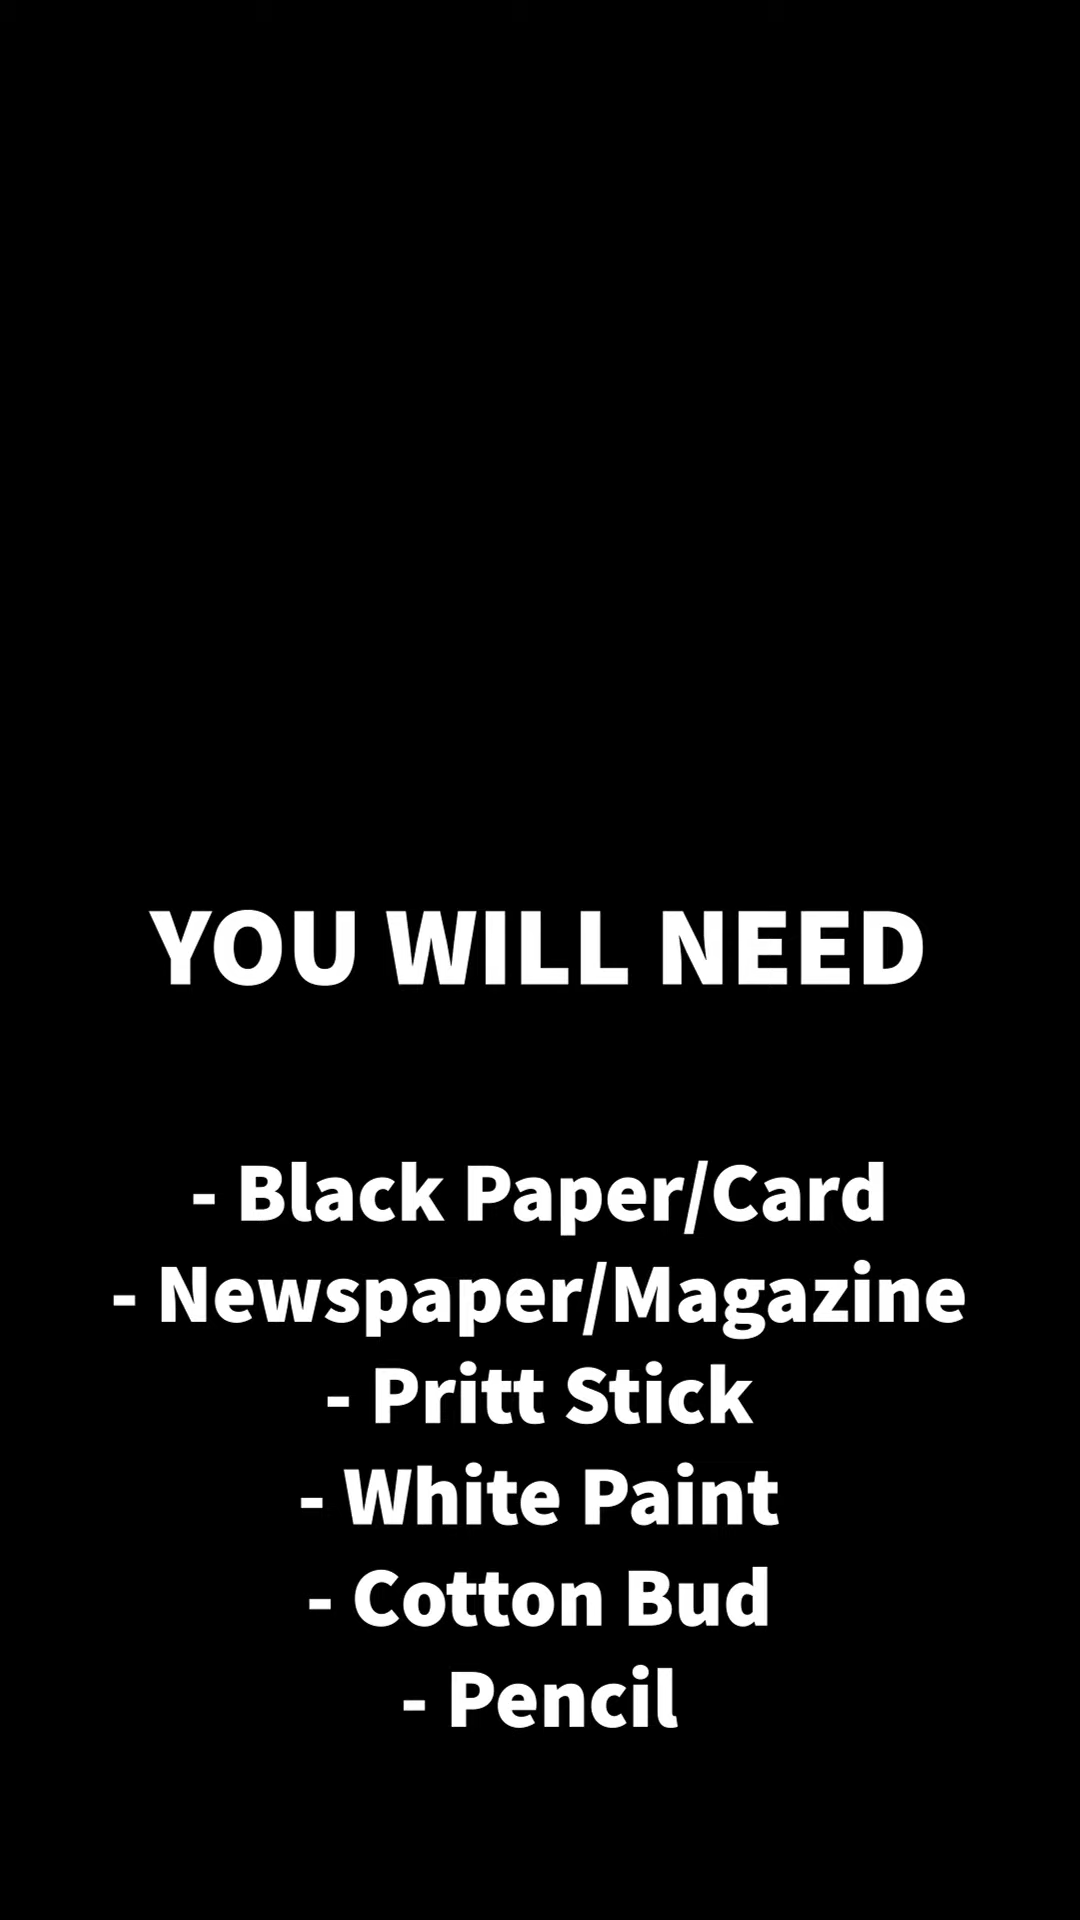 YOU WILL NEED
- Black Paper/Card
- Newspaper/Magazine
- Pritt Stick
- White Paint
- Cotton Bud
- Pencil